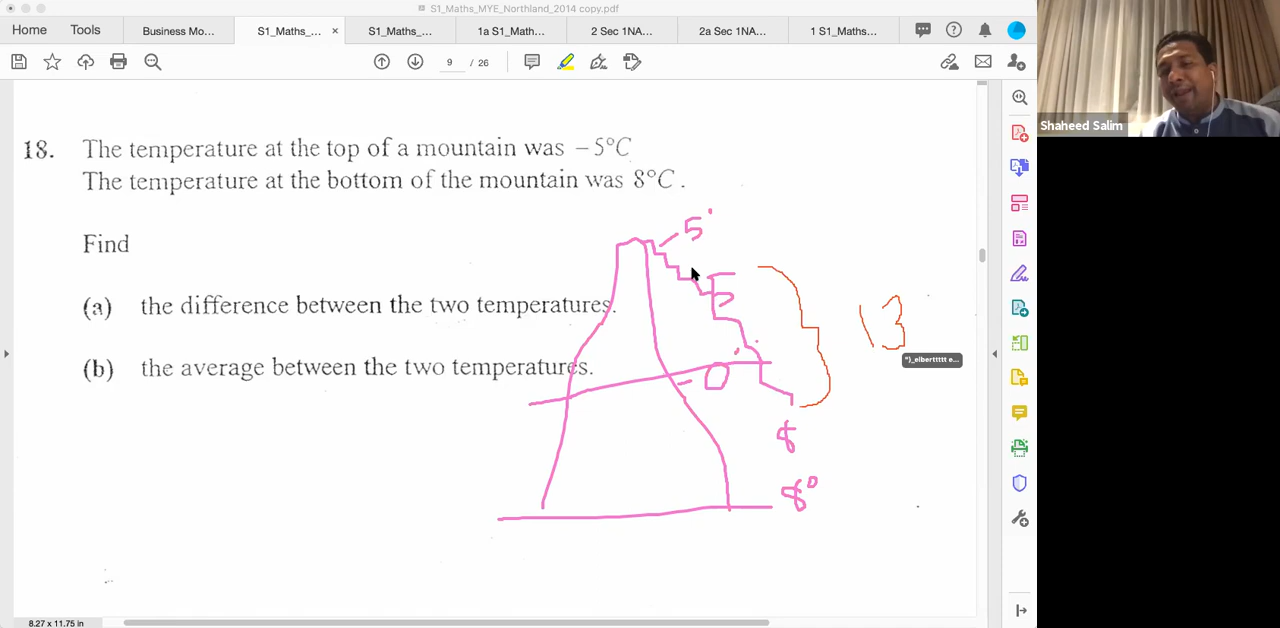 S1_Maths_MYE_Northland_2014 copy.pdf
Home Tools Business Mo... S1_Maths_... × S1_Maths_... 1a S1_Math... 2 Sec 1NA... 2a Sec 1NA... 1 S1_Maths...
9 / 26
Shaheed Salim
18. The temperature at the top of a mountain was −5°C
The temperature at the bottom of the mountain was 8°C.
-5°
Find
5
(a) the difference between the two temperatures.
13
*)_elberttttt e...
(b) the average between the two temperatures.
0
8
8°
8.27 x 11.75 in